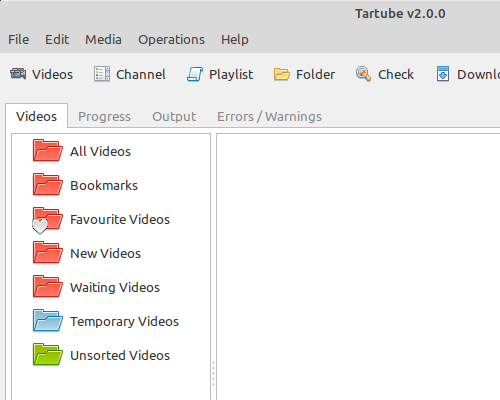 Tartube v2.0.0
File Edit Media Operations Help
Videos Channel Playlist Folder Check Downlo
Videos Progress Output Errors / Warnings
All Videos
Bookmarks
Favourite Videos
New Videos
Waiting Videos
Temporary Videos
Unsorted Videos